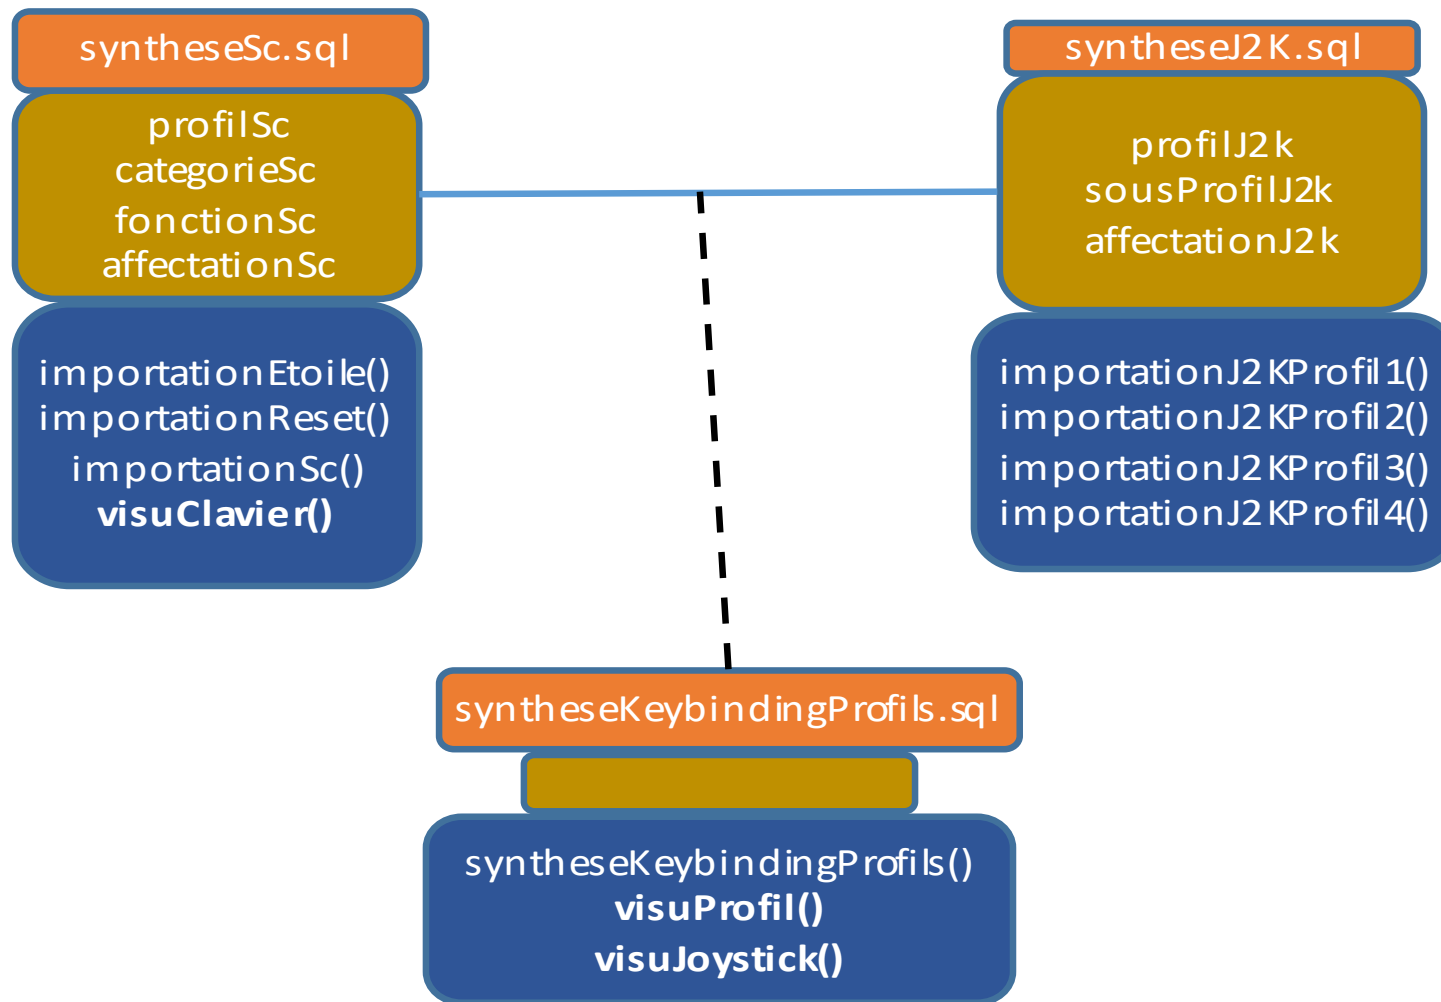 syntheseSc.sql
profilSc
categorieSc
fonctionSc
affectationSc
importationEtoile()
importationReset()
importationSc()
visuClavier()
syntheseJ2K.sql
profilJ2k
sousProfilJ2k
affectationJ2k
importationJ2KProfil1()
importationJ2KProfil2()
importationJ2KProfil3()
importationJ2KProfil4()
syntheseKeybindingProfils.sql
syntheseKeybindingProfils()
visuProfil()
visuJoystick()